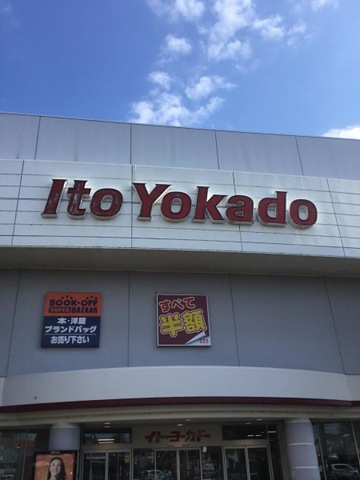 Ito Yokado
BOOK-OFF
SUPER BAZAAR
本・洋服
ブランドバッグ
お売り下さい
すべて
半額
イトーヨーカドー